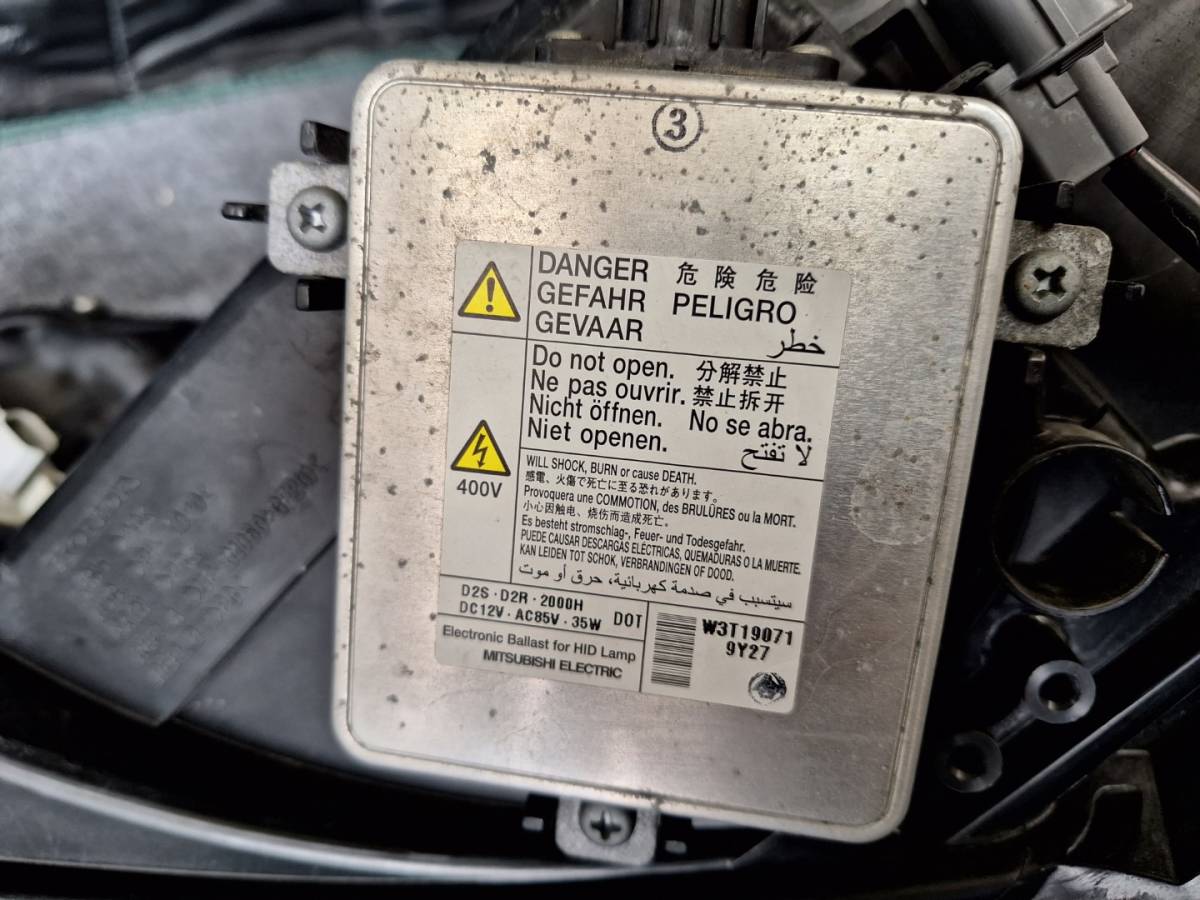 3
DANGER 危 険 危 险
GEFAHR PELIGRO
GEVAAR خطر
Do not open. 分解禁止
Ne pas ouvrir. 禁止拆开
Nicht öffnen. No se abra.
Niet openen. لا تفتح
400V
WILL SHOCK, BURN or cause DEATH.
感電、火傷で死亡に至る恐れがあります。
Provoquera une COMMOTION, des BRULÛRES ou la MORT.
小心因触电、烧伤而造成死亡。
Es besteht stromschlag-, Feuer- und Todesgefahr.
PUEDE CAUSAR DESCARGAS ELÉCTRICAS, QUEMADURAS O LA MUERTE.
KAN LEIDEN TOT SCHOK, VERBRANDINGEN OF DOOD.
سيتسبب في صدمة كهربائية، حرق أو موت
D2S · D2R · 2000H DOT
DC12V · AC85V · 35W
Electronic Ballast for HID Lamp
MITSUBISHI ELECTRIC
W3T19071
9Y27